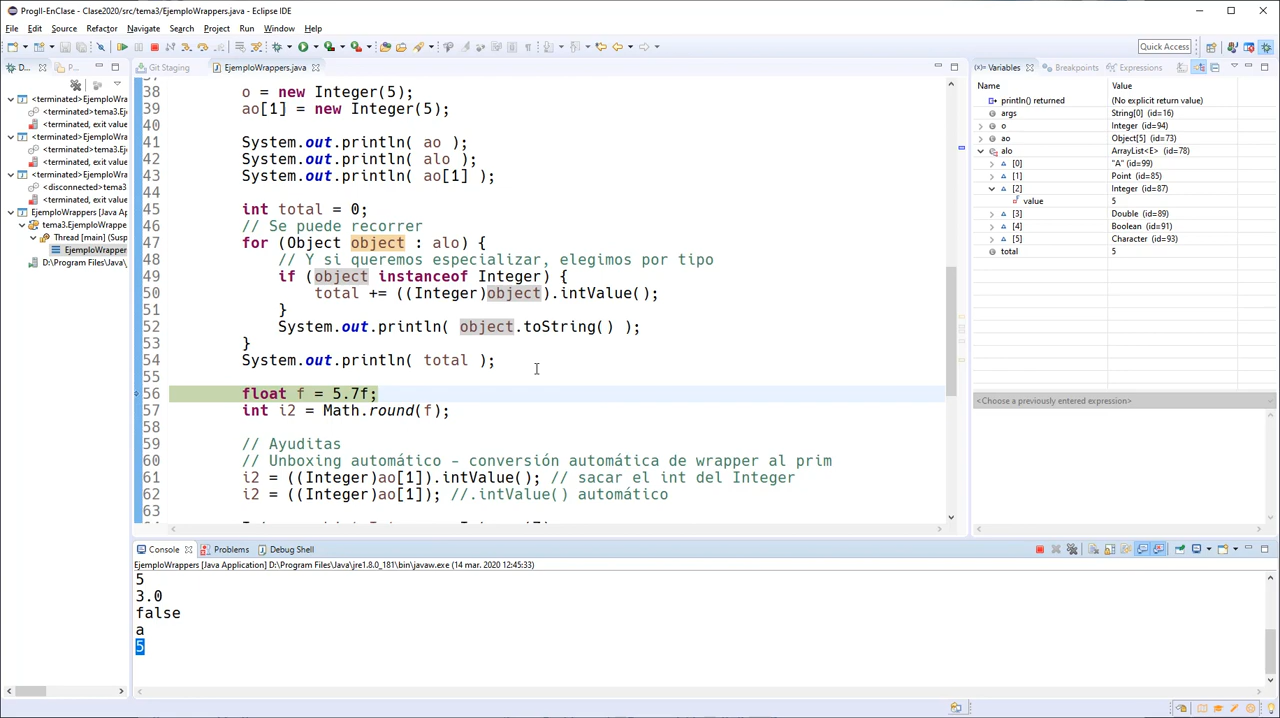 ProgII-EnClase - Clase2020/src/tema3/EjemploWrappers.java - Eclipse IDE
File Edit Source Refactor Navigate Search Project Run Window Help
Quick Access
D... P...
<terminated>EjemploWra
<terminated>tema3.Ejem
<terminated, exit value
<terminated>EjemploWra
<terminated>tema3.Ejem
<terminated, exit value
<terminated>EjemploWra
<disconnected>tema3
<terminated, exit value
EjemploWrappers [Java Ap
tema3.EjemploWrappe
Thread [main] (Susp
EjemploWrapper
D:\Program Files\Java\
Git Staging EjemploWrappers.java
37
38 o = new Integer(5);
39 ao[1] = new Integer(5);
40
41 System.out.println( ao );
42 System.out.println( alo );
43 System.out.println( ao[1] );
44
45 int total = 0;
46 // Se puede recorrer
47 for (Object object : alo) {
48 // Y si queremos especializar, elegimos por tipo
49 if (object instanceof Integer) {
50 total += ((Integer)object).intValue();
51 }
52 System.out.println( object.toString() );
53 }
54 System.out.println( total );
55
56 float f = 5.7f;
57 int i2 = Math.round(f);
58
59 // Ayuditas
60 // Unboxing automático - conversión automática de wrapper al prim
61 i2 = ((Integer)ao[1]).intValue(); // sacar el int del Integer
62 i2 = ((Integer)ao[1]); //.intValue() automático
63
(x)= Variables Breakpoints Expressions
Name Value
println() returned (No explicit return value)
args String[0] (id=16)
o Integer (id=94)
ao Object[5] (id=73)
alo ArrayList<E> (id=78)
[0] "A" (id=99)
[1] Point (id=85)
[2] Integer (id=87)
value 5
[3] Double (id=89)
[4] Boolean (id=91)
[5] Character (id=93)
total 5
<Choose a previously entered expression>
Console Problems Debug Shell
EjemploWrappers [Java Application] D:\Program Files\Java\jre1.8.0_181\bin\javaw.exe (14 mar. 2020 12:45:33)
5
3.0
false
a
5